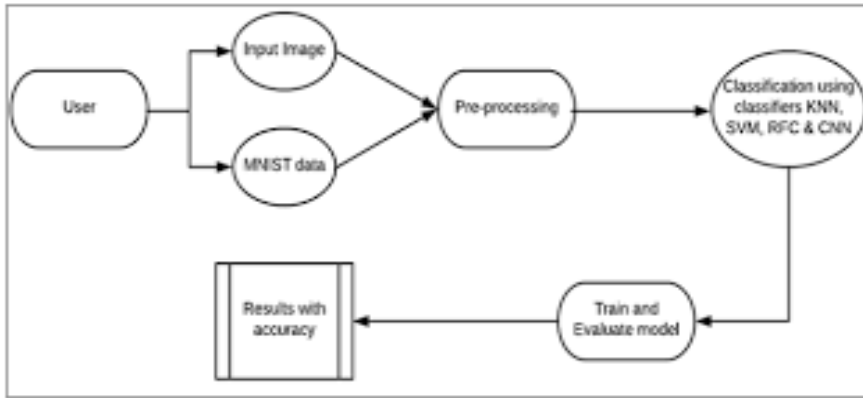 User
Input Image
MNIST data
Pre-processing
Classification using
classifiers KNN,
SVM, RFC & CNN
Train and
Evaluate model
Results with
accuracy